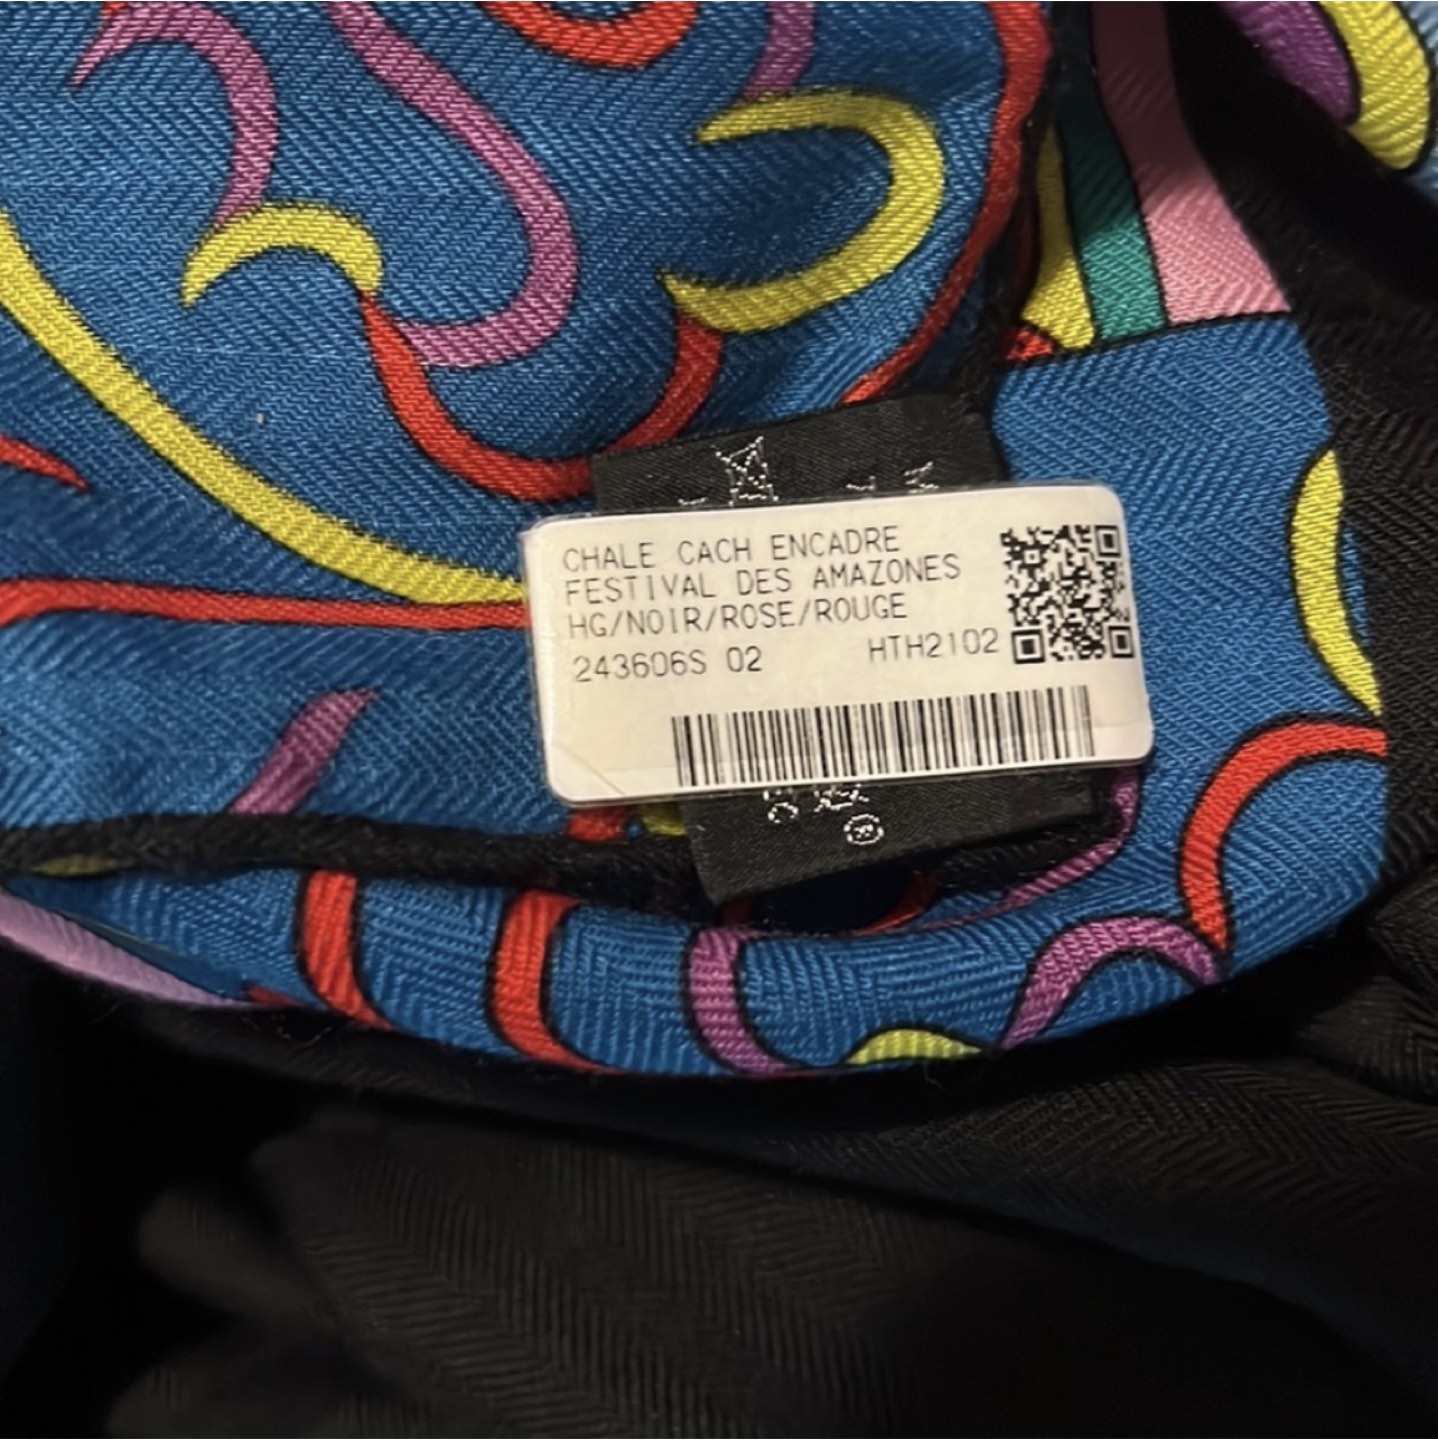 CHALE CACH ENCADRE
FESTIVAL DES AMAZONES
HG/NOIR/ROSE/ROUGE
243606S 02 HTH2102